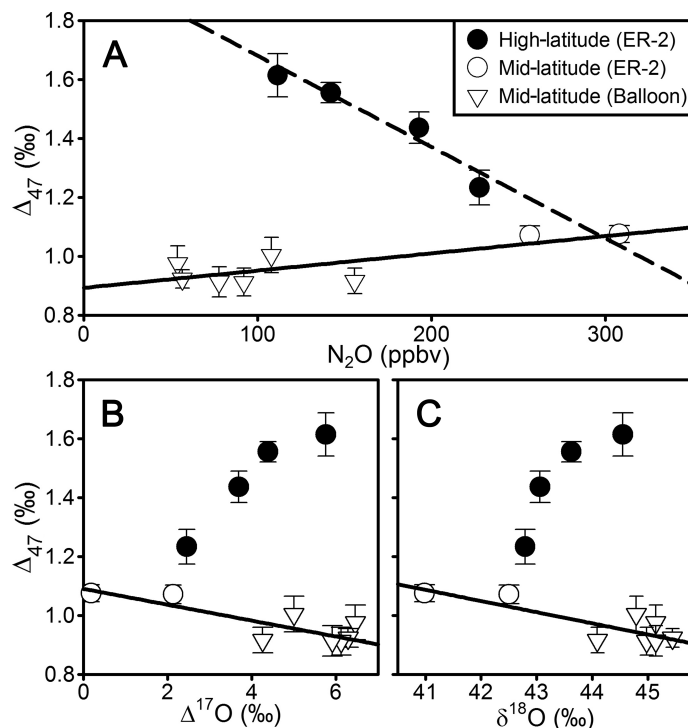 A
High-latitude (ER-2)
Mid-latitude (ER-2)
Mid-latitude (Balloon)
Δ47 (‰)
1.8
1.6
1.4
1.2
1.0
0.8
0 100 200 300
N2O (ppbv)
B
C
Δ47 (‰)
1.8
1.6
1.4
1.2
1.0
0.8
0 2 4 6
41 42 43 44 45
Δ17O (‰)
δ18O (‰)